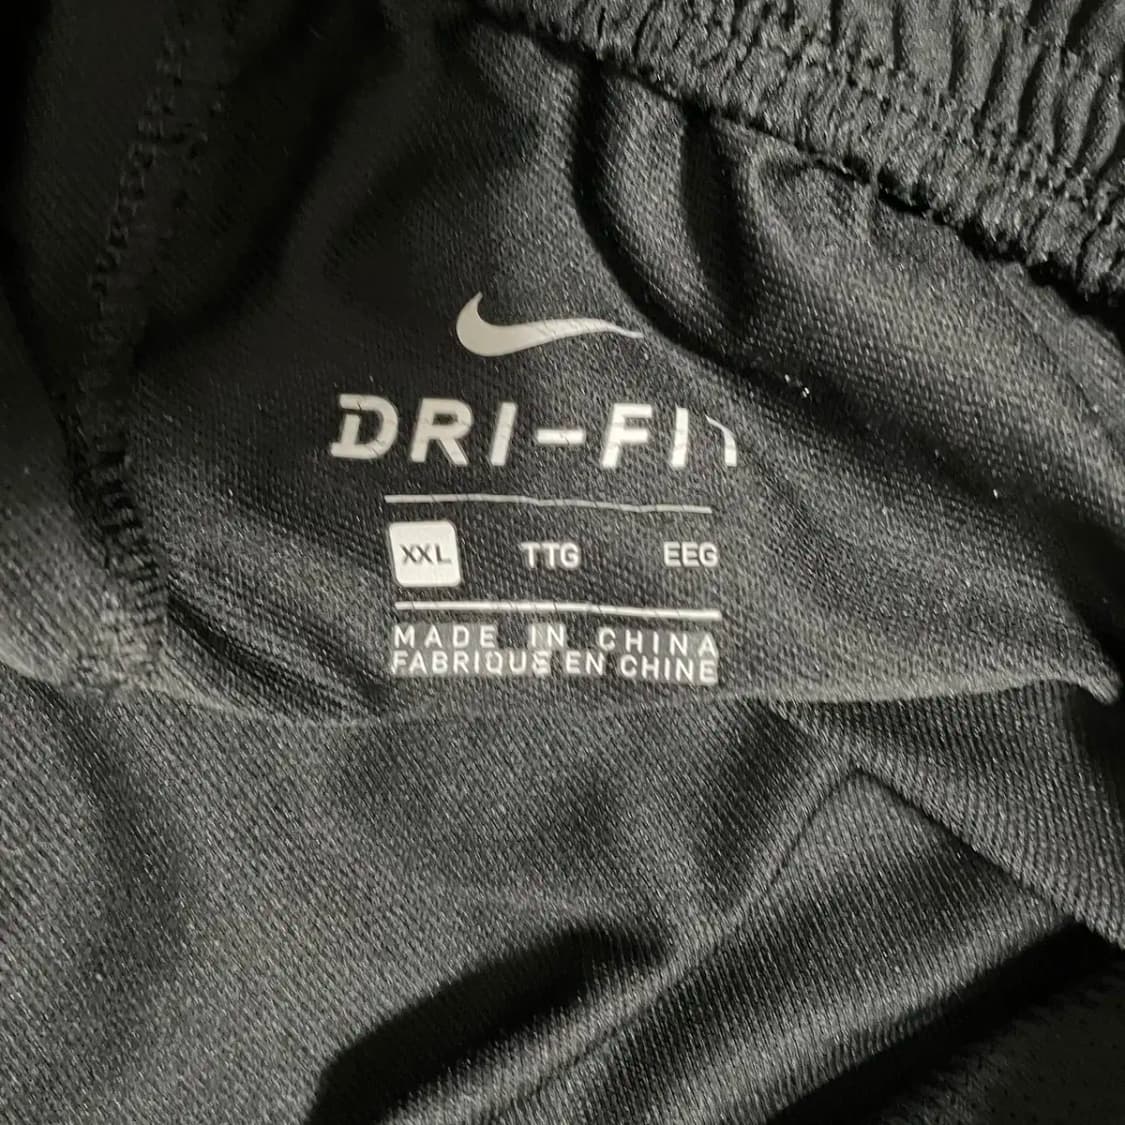 DRI-FIT
XXL TTG EEG
MADE IN CHINA
FABRIQUE EN CHINE